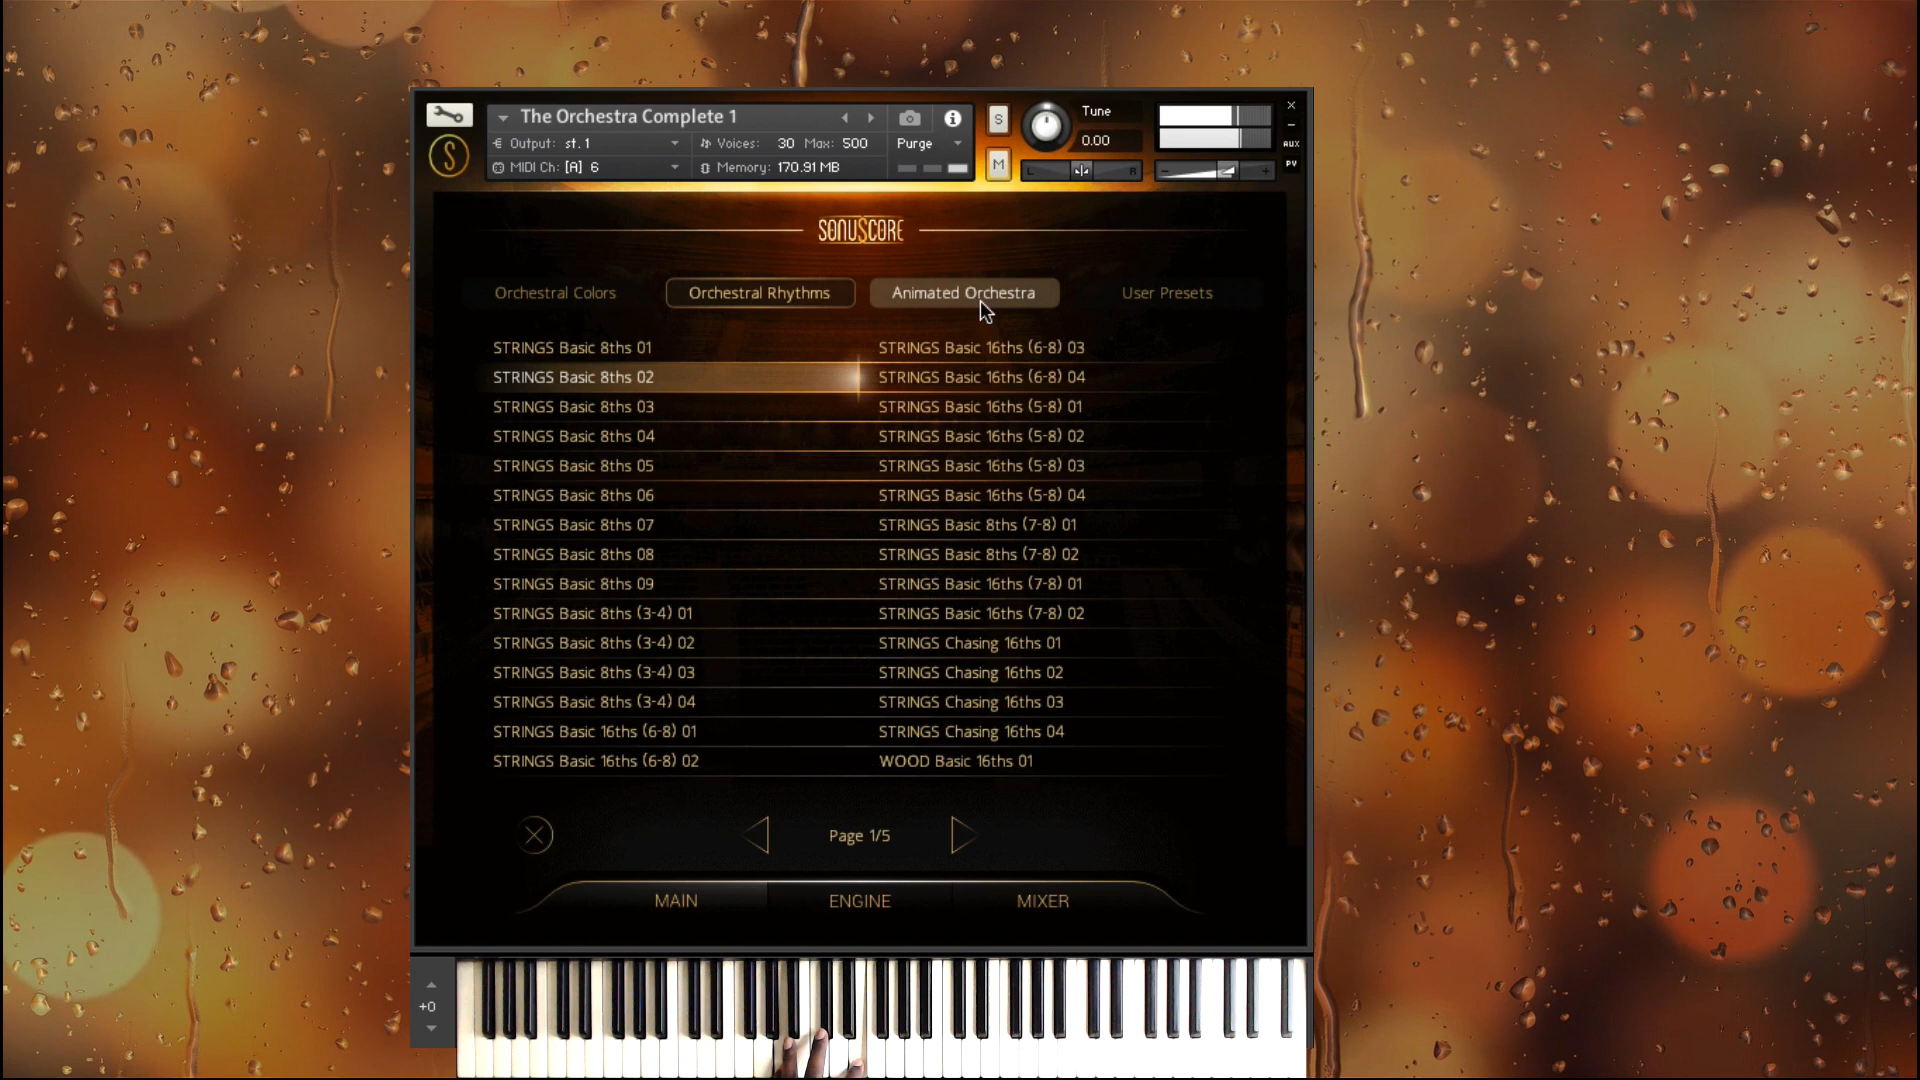 The Orchestra Complete 1
S
Tune
Output: st. 1
Voices: 30 Max: 500
Purge
0.00
AUX
MIDI Ch: [A] 6
Memory: 170.91 MB
M
L
R
PV
SONUSCORE
Orchestral Colors
Orchestral Rhythms
Animated Orchestra
User Presets
STRINGS Basic 8ths 01
STRINGS Basic 16ths (6-8) 03
STRINGS Basic 8ths 02
STRINGS Basic 16ths (6-8) 04
STRINGS Basic 8ths 03
STRINGS Basic 16ths (5-8) 01
STRINGS Basic 8ths 04
STRINGS Basic 16ths (5-8) 02
STRINGS Basic 8ths 05
STRINGS Basic 16ths (5-8) 03
STRINGS Basic 8ths 06
STRINGS Basic 16ths (5-8) 04
STRINGS Basic 8ths 07
STRINGS Basic 8ths (7-8) 01
STRINGS Basic 8ths 08
STRINGS Basic 8ths (7-8) 02
STRINGS Basic 8ths 09
STRINGS Basic 16ths (7-8) 01
STRINGS Basic 8ths (3-4) 01
STRINGS Basic 16ths (7-8) 02
STRINGS Basic 8ths (3-4) 02
STRINGS Chasing 16ths 01
STRINGS Basic 8ths (3-4) 03
STRINGS Chasing 16ths 02
STRINGS Basic 8ths (3-4) 04
STRINGS Chasing 16ths 03
STRINGS Basic 16ths (6-8) 01
STRINGS Chasing 16ths 04
STRINGS Basic 16ths (6-8) 02
WOOD Basic 16ths 01
Page 1/5
MAIN
ENGINE
MIXER
+0